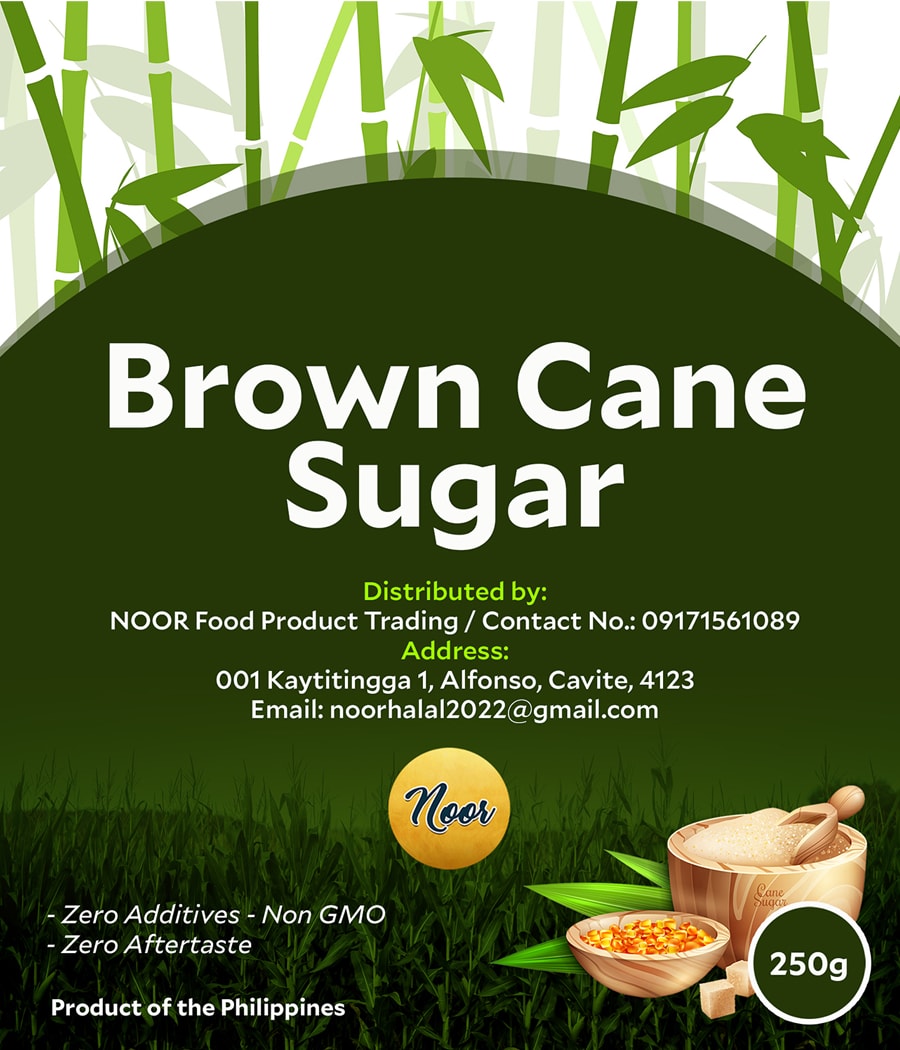 Brown Cane
Sugar
Distributed by:
NOOR Food Product Trading / Contact No.: 09171561089
Address:
001 Kaytitingga 1, Alfonso, Cavite, 4123
Email: noorhalal2022@gmail.com
Noor
Cane
Sugar
- Zero Additives - Non GMO
- Zero Aftertaste
250g
Product of the Philippines